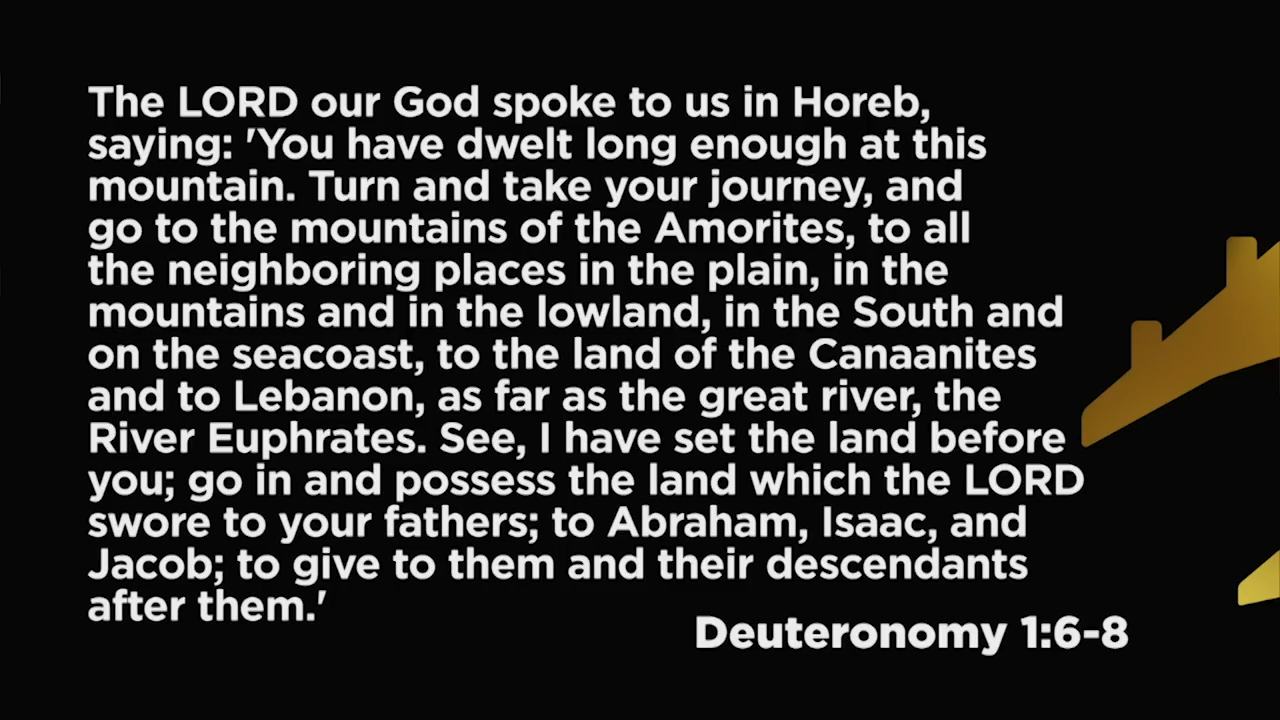 The LORD our God spoke to us in Horeb,
saying: 'You have dwelt long enough at this
mountain. Turn and take your journey, and
go to the mountains of the Amorites, to all
the neighboring places in the plain, in the
mountains and in the lowland, in the South and
on the seacoast, to the land of the Canaanites
and to Lebanon, as far as the great river, the
River Euphrates. See, I have set the land before
you; go in and possess the land which the LORD
swore to your fathers; to Abraham, Isaac, and
Jacob; to give to them and their descendants
after them.'
Deuteronomy 1:6-8